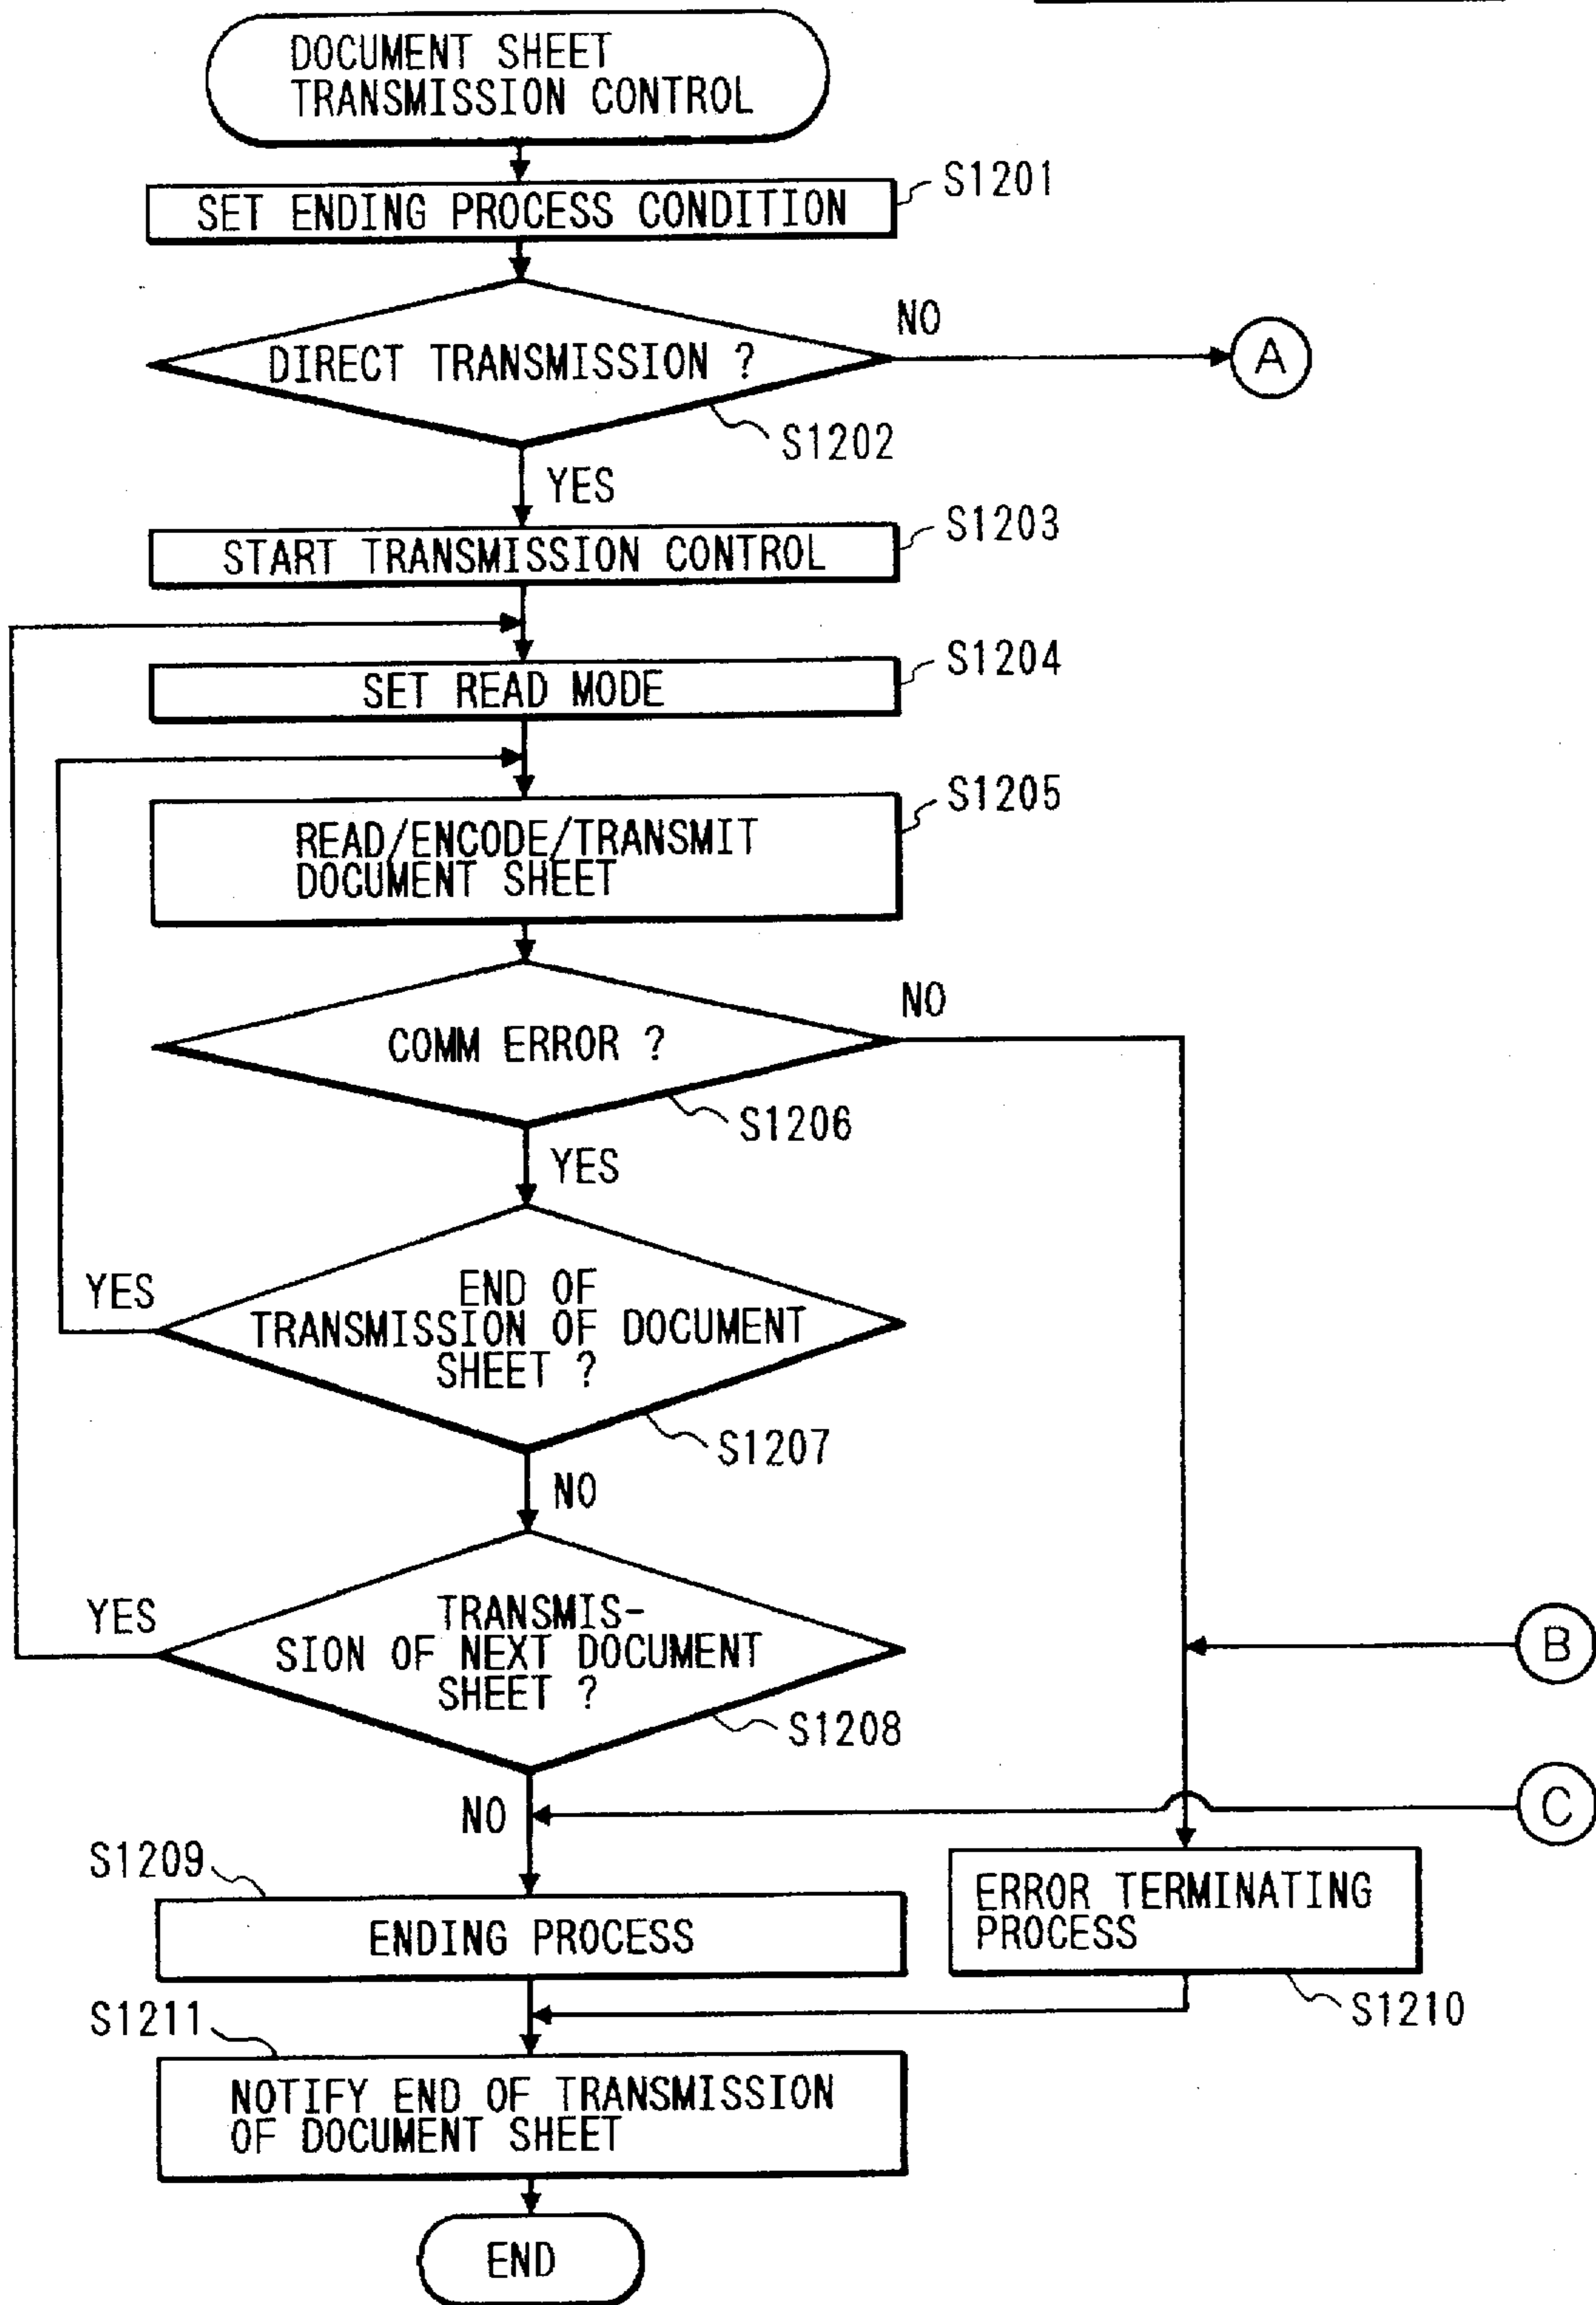 DOCUMENT SHEET
TRANSMISSION CONTROL
S1201
SET ENDING PROCESS CONDITION
NO
DIRECT TRANSMISSION ?
A
S1202
YES
S1203
START TRANSMISSION CONTROL
S1204
SET READ MODE
S1205
READ/ENCODE/TRANSMIT
DOCUMENT SHEET
NO
COMM ERROR ?
S1206
YES
YES
END OF
TRANSMISSION OF DOCUMENT
SHEET ?
S1207
NO
YES
TRANSMIS-
SION OF NEXT DOCUMENT
SHEET ?
B
S1208
NO
C
S1209
ERROR TERMINATING
PROCESS
ENDING PROCESS
S1210
S1211
NOTIFY END OF TRANSMISSION
OF DOCUMENT SHEET
END